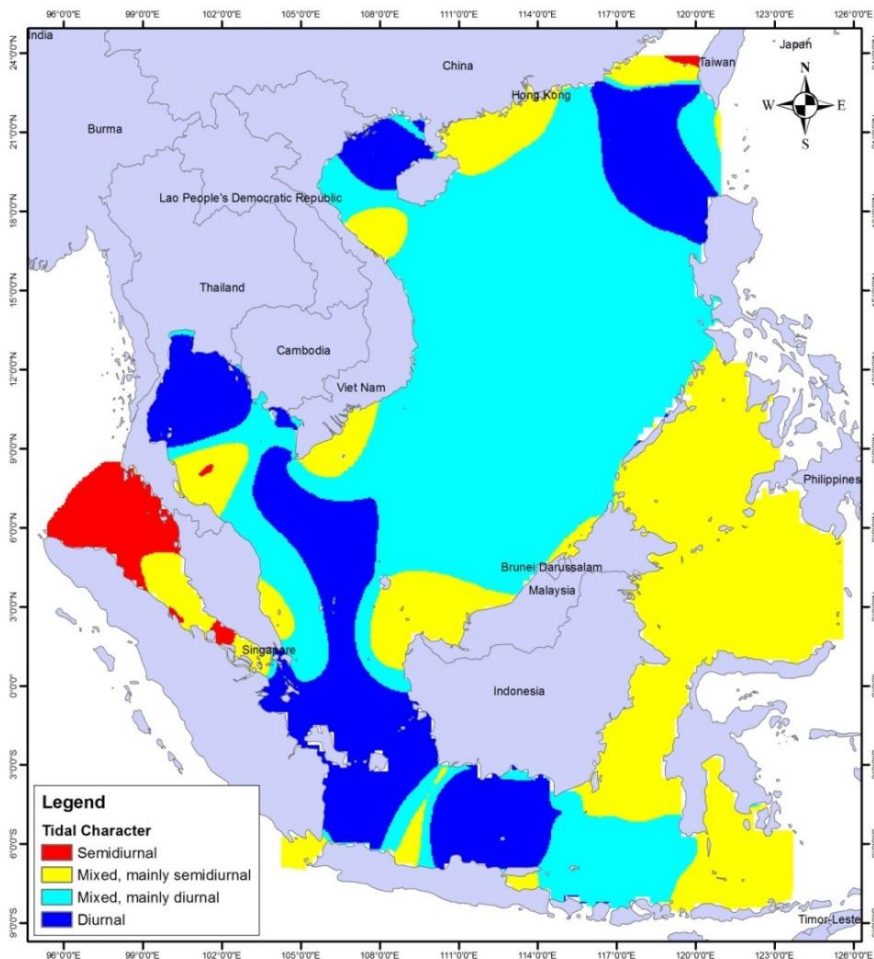 96°0'0"E 99°0'0"E 102°0'0"E 105°0'0"E 108°0'0"E 111°0'0"E 114°0'0"E 117°0'0"E 120°0'0"E 123°0'0"E 126°0'0"E
India
24°0'0"N
China
Taiwan
Japan
N
W E
S
Hong Kong
Burma
21°0'0"N
Lao People's Democratic Republic
18°0'0"N
Thailand
15°0'0"N
Cambodia
12°0'0"N
Viet Nam
9°0'0"N
Philippines
6°0'0"N
Brunei Darussalam
Malaysia
3°0'0"N
Singapore
Indonesia
0°0'0"
3°0'0"S
Legend
Tidal Character
Semidiurnal
Mixed, mainly semidiurnal
Mixed, mainly diurnal
Diurnal
6°0'0"S
9°0'0"S
Timor-Leste
96°0'0"E 99°0'0"E 102°0'0"E 105°0'0"E 108°0'0"E 111°0'0"E 114°0'0"E 117°0'0"E 120°0'0"E 123°0'0"E 126°0'0"E